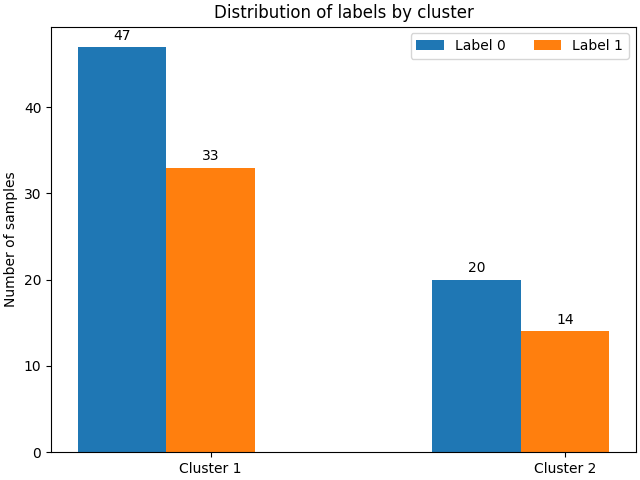 Distribution of labels by cluster
Label 0
Label 1
Number of samples
40
30
20
10
0
47
33
20
14
Cluster 1
Cluster 2